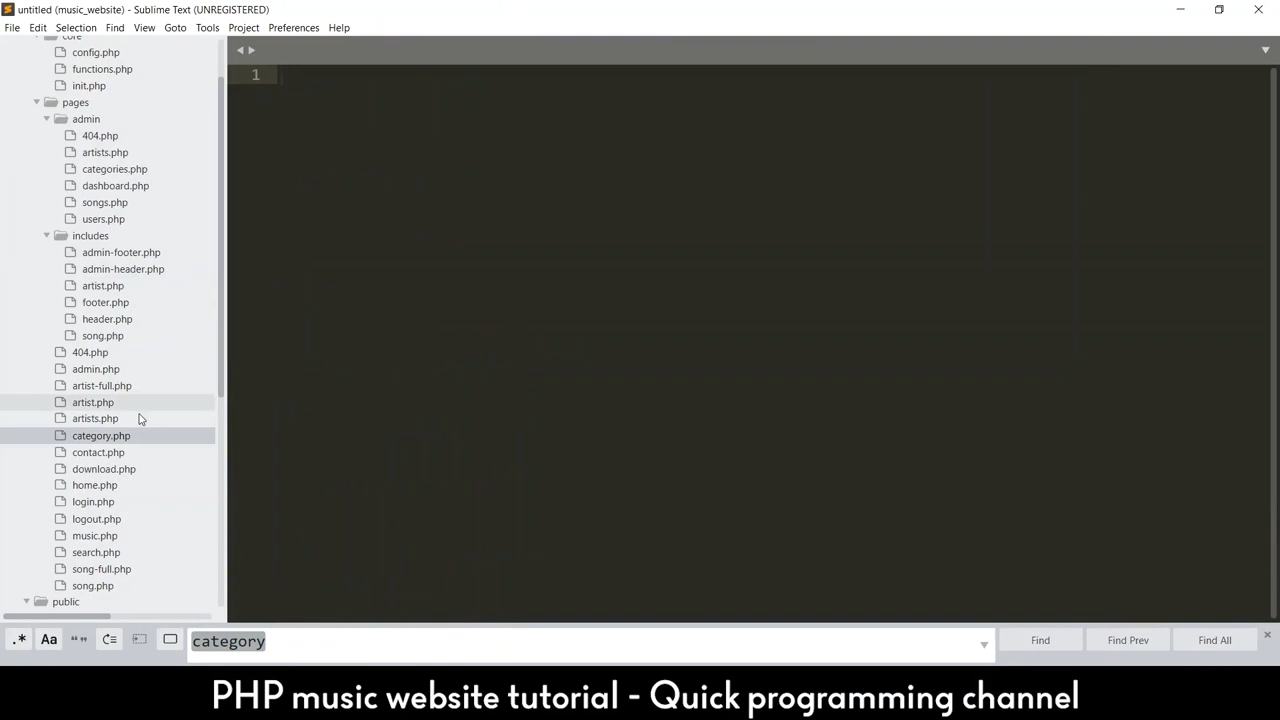 untitled (music_website) - Sublime Text (UNREGISTERED)
File Edit Selection Find View Goto Tools Project Preferences Help
core
config.php
functions.php
init.php
pages
admin
404.php
artists.php
categories.php
dashboard.php
songs.php
users.php
includes
admin-footer.php
admin-header.php
artist.php
footer.php
header.php
song.php
404.php
admin.php
artist-full.php
artist.php
artists.php
category.php
contact.php
download.php
home.php
login.php
logout.php
music.php
search.php
song-full.php
song.php
public
1
.* Aa “” category Find Find Prev Find All
PHP music website tutorial - Quick programming channel